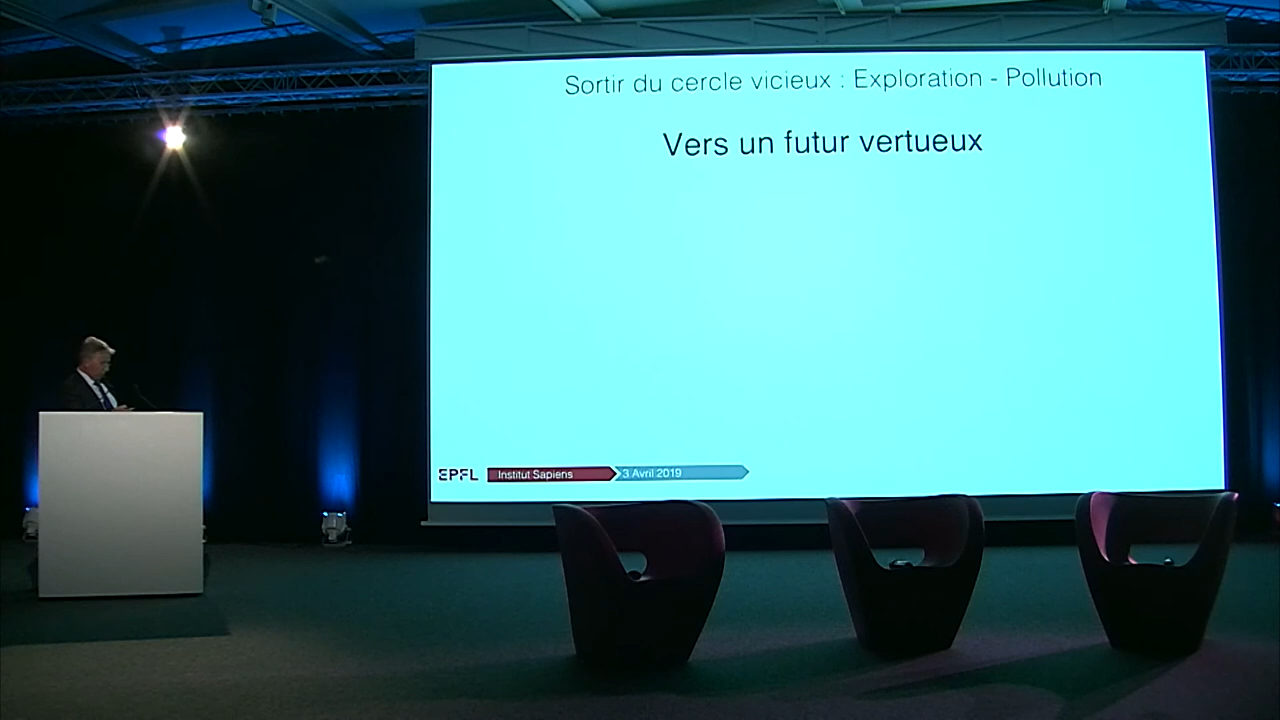 Sortir du cercle vicieux : Exploration - Pollution
Vers un futur vertueux
EPFL Institut Sapiens 3 Avril 2019